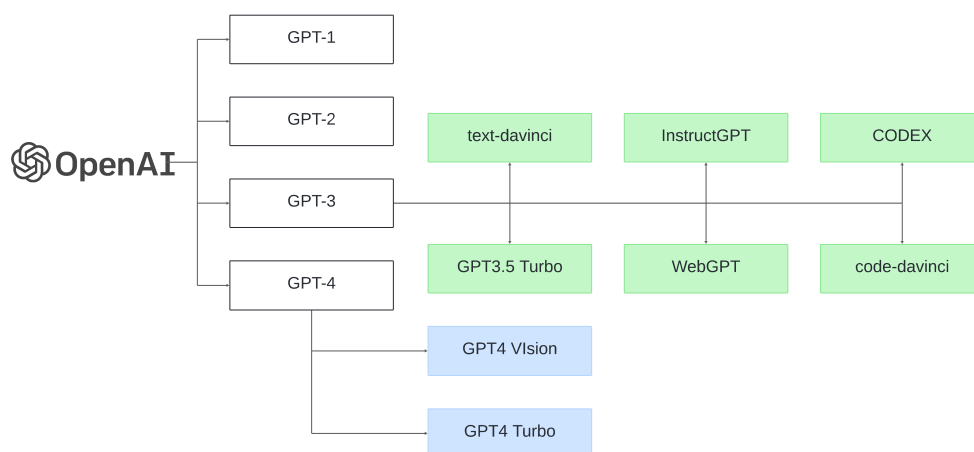 GPT-1
GPT-2
text-davinci
InstructGPT
CODEX
OpenAI
GPT-3
GPT3.5 Turbo
WebGPT
code-davinci
GPT-4
GPT4 VIsion
GPT4 Turbo